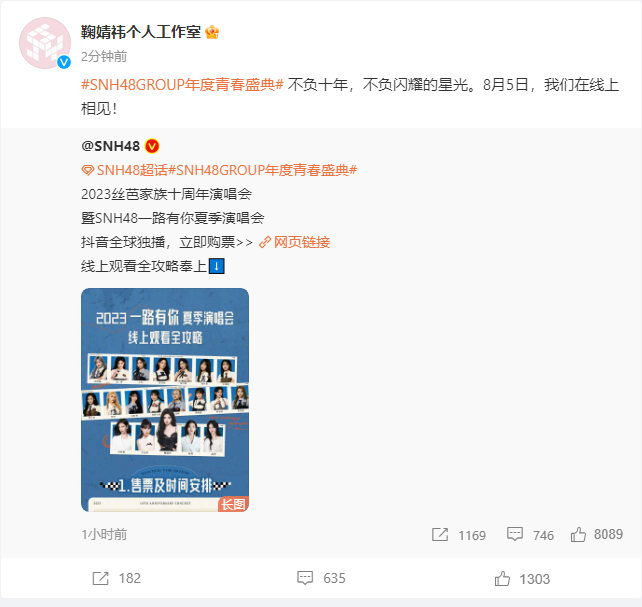 鞠婧祎个人工作室
2分钟前
#SNH48GROUP年度青春盛典# 不负十年，不负闪耀的星光。8月5日，我们在线上
相见！
@SNH48
SNH48超话#SNH48GROUP年度青春盛典#
2023丝芭家族十周年演唱会
暨SNH48一路有你夏季演唱会
抖音全球独播，立即购票>> 网页链接
线上观看全攻略奉上⬇️
2023 一路有你 夏季演唱会
线上观看全攻略
1.售票及时间安排
长图
1小时前 1169 746 8089
182 635 1303